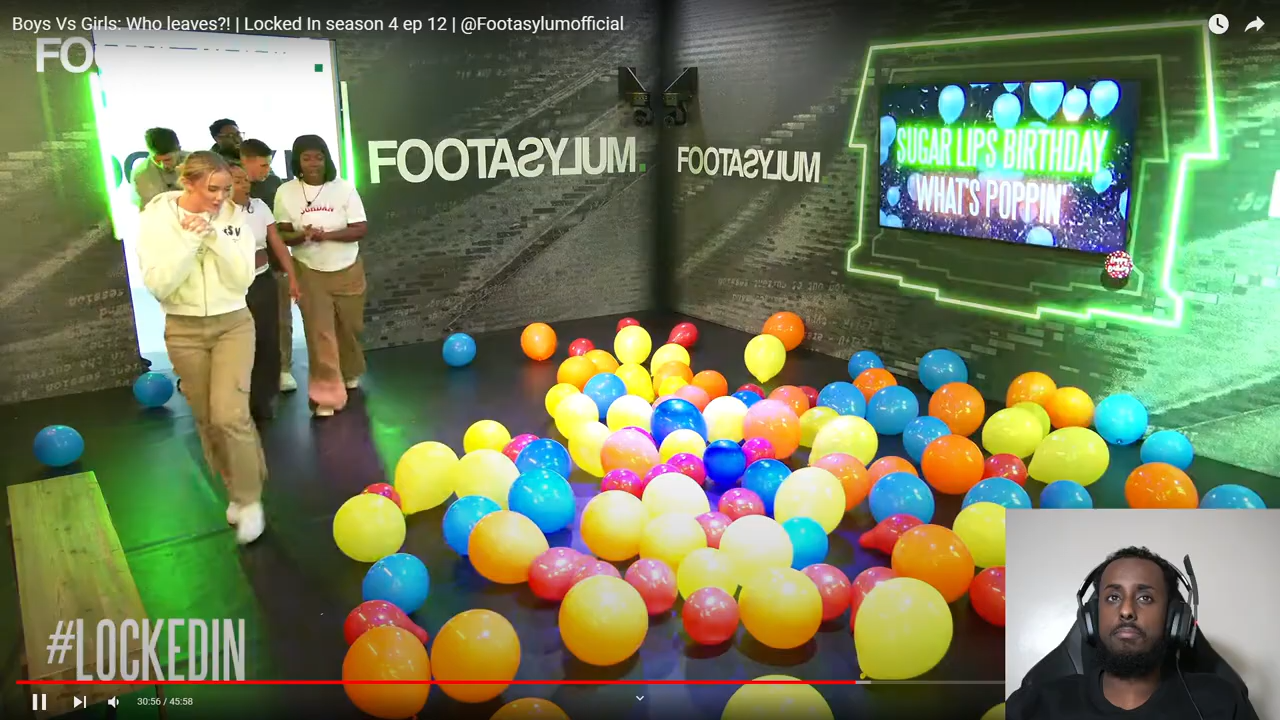 Boys Vs Girls: Who leaves?! | Locked In season 4 ep 12 | @Footasylumofficial
FO
FOOTASYLUM.
FOOTASYLUM
SUGAR LIPS BIRTHDAY
WHAT'S POPPIN'
JORDAN
#LOCKEDIN
30:56 / 45:58